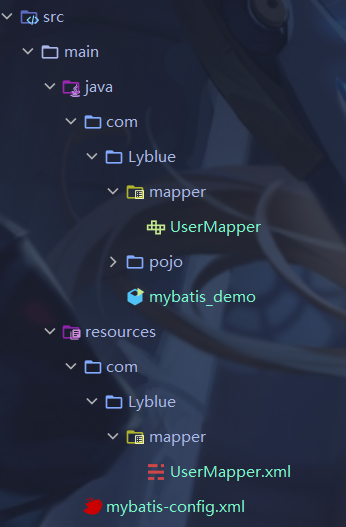 src
main
java
com
Lyblue
mapper
UserMapper
pojo
mybatis_demo
resources
com
Lyblue
mapper
UserMapper.xml
mybatis-config.xml